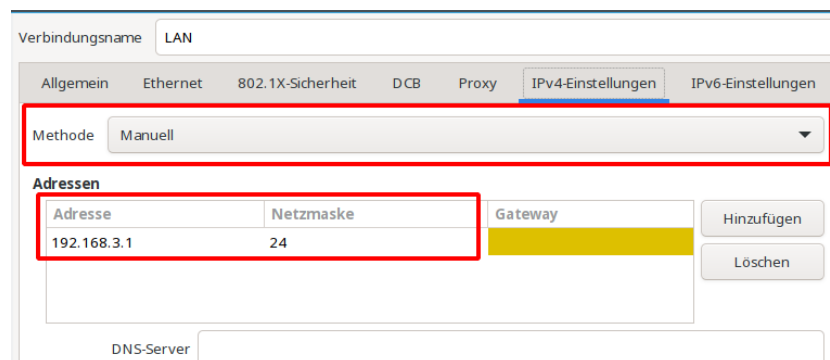 Verbindungsname LAN
Allgemein Ethernet 802.1X-Sicherheit DCB Proxy IPv4-Einstellungen IPv6-Einstellungen
Methode Manuell
Adressen
Adresse Netzmaske Gateway
Hinzufügen
192.168.3.1 24
Löschen
DNS-Server